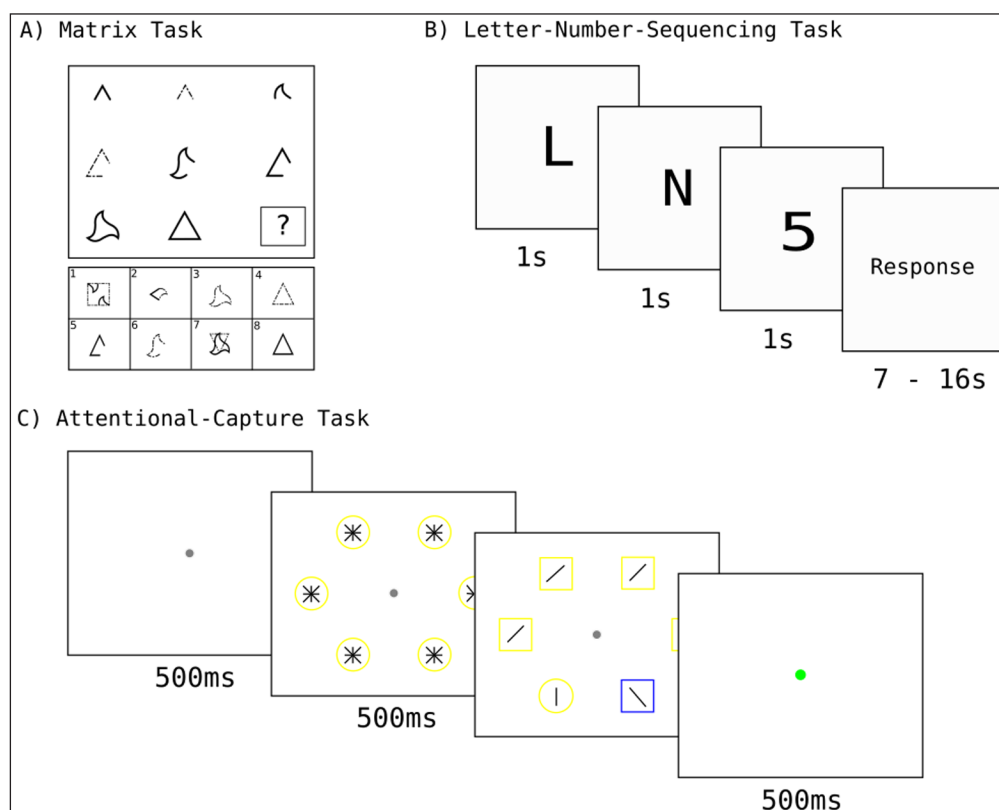 A) Matrix Task
?
1 2 3 4
5 6 7 8
B) Letter-Number-Sequencing Task
L
1s
N
1s
5
1s
Response
7 - 16s
C) Attentional-Capture Task
500ms
500ms
500ms